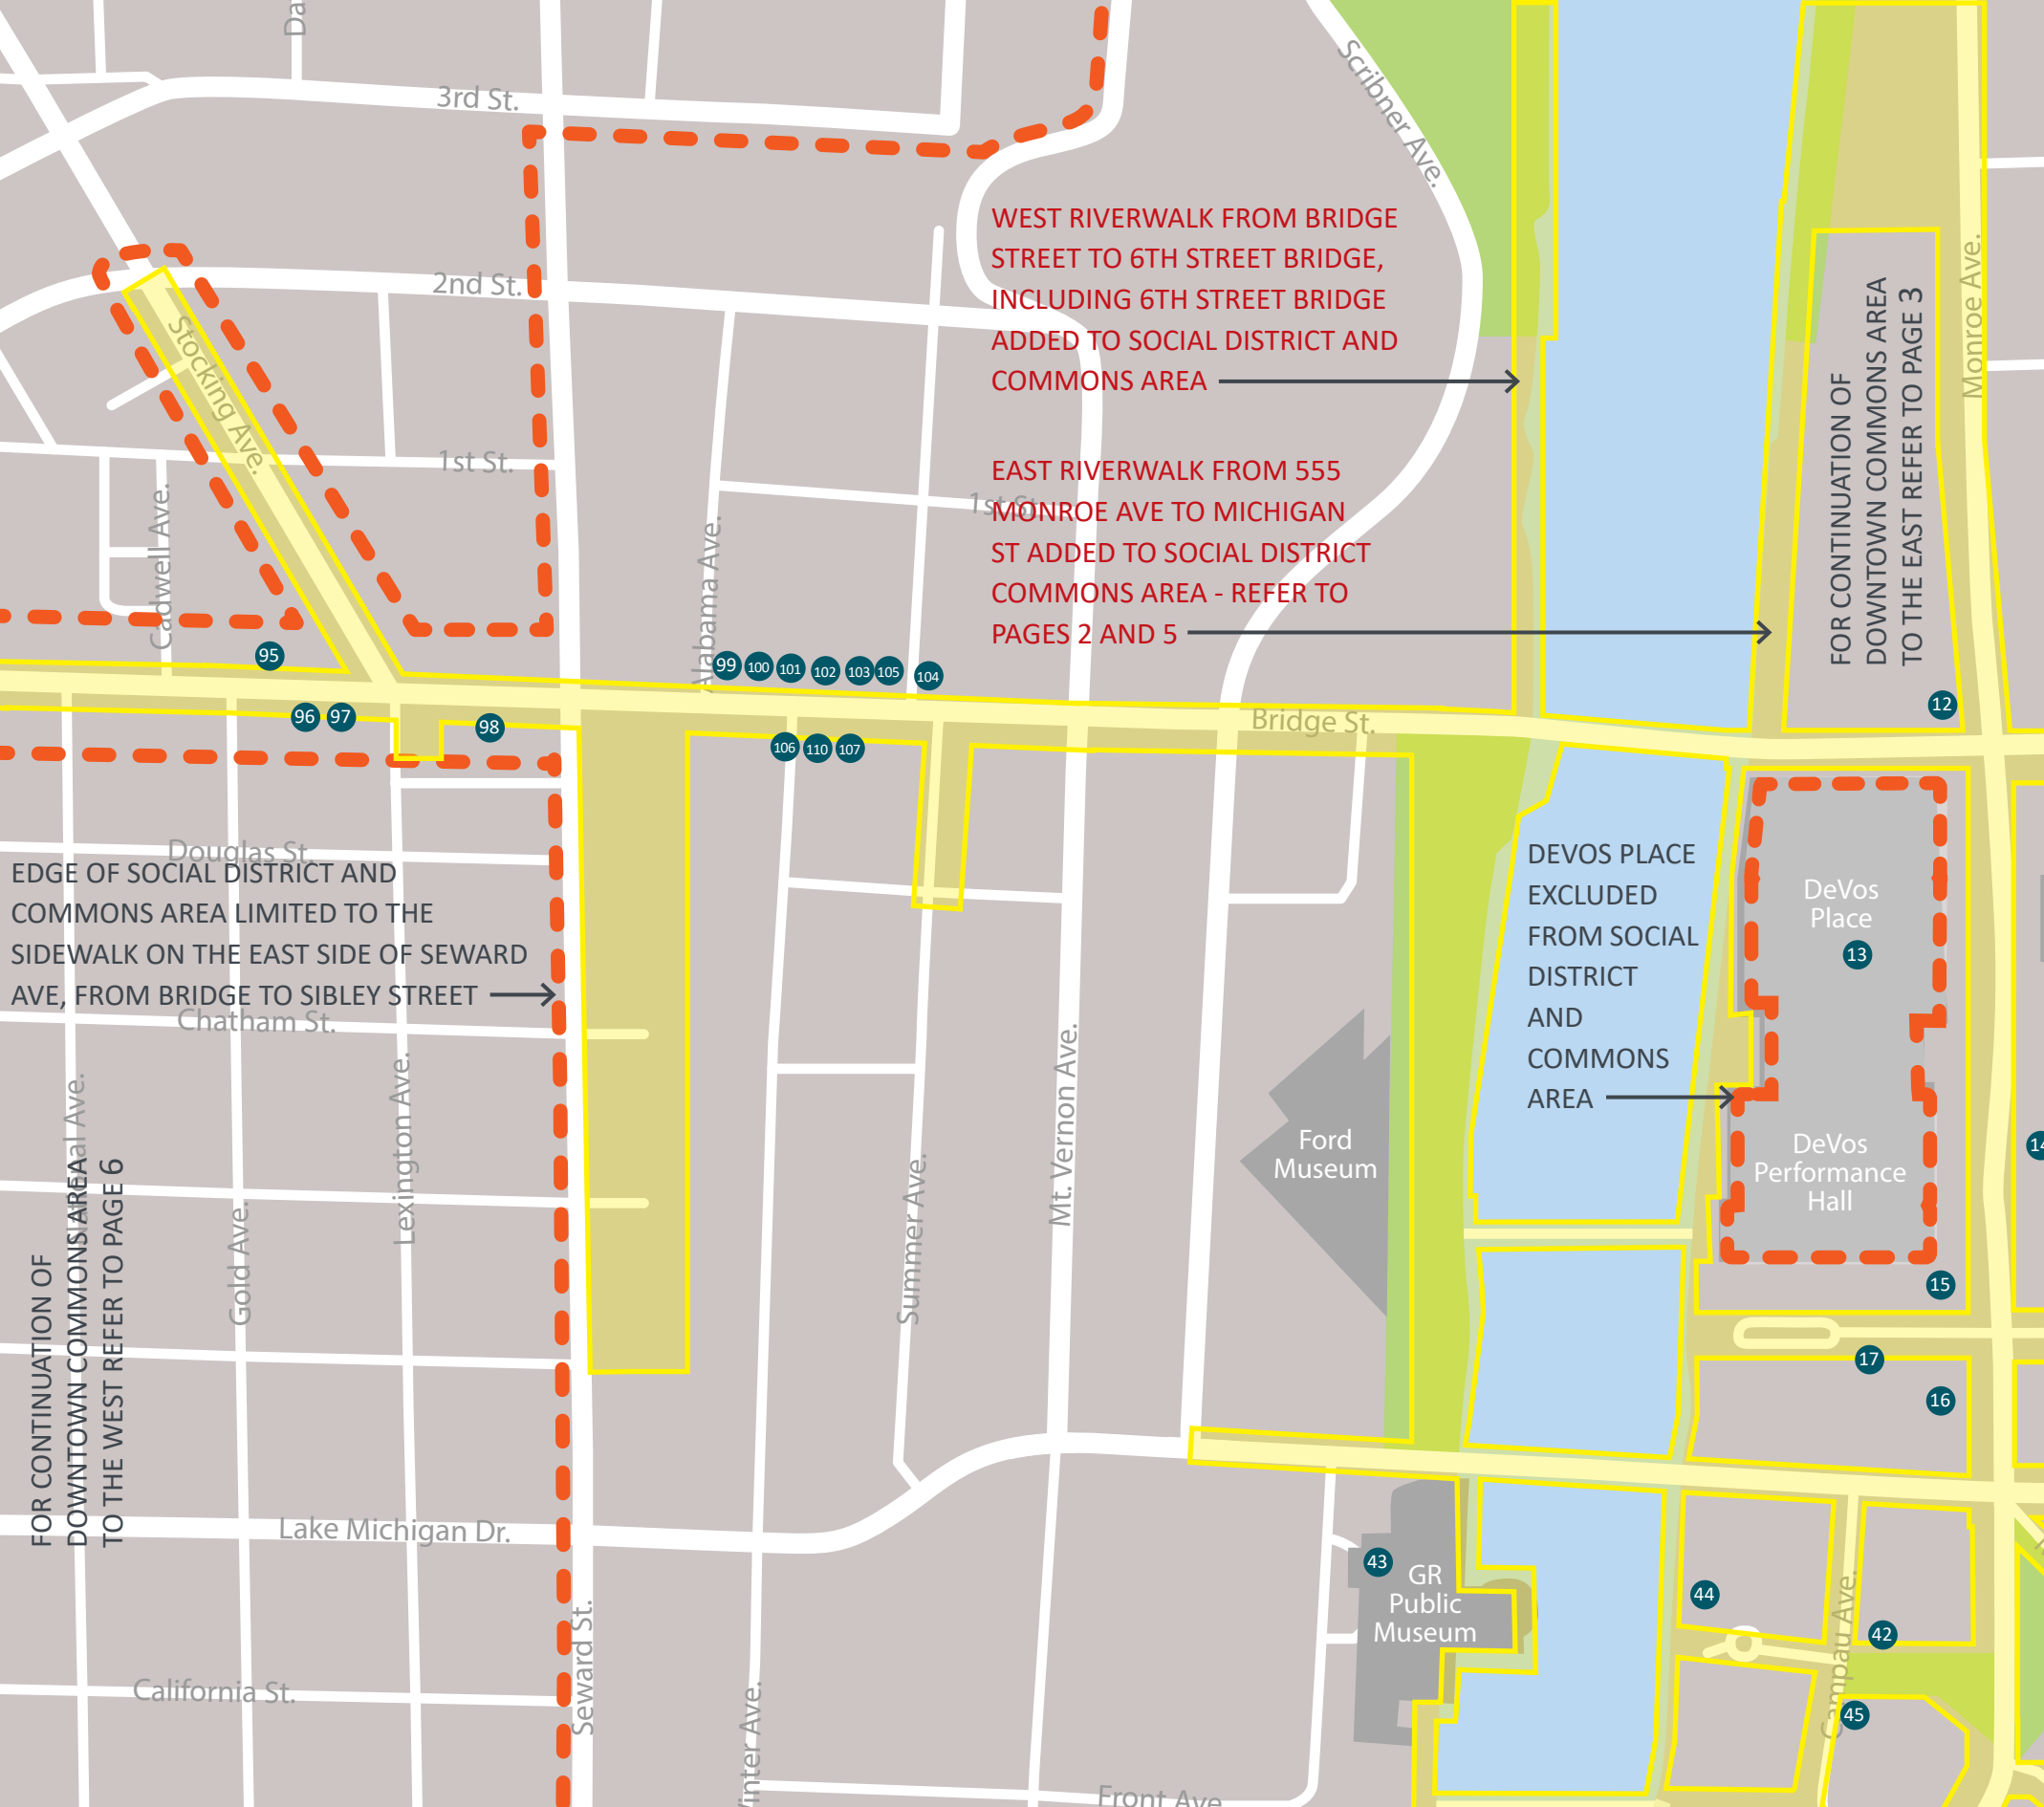 Da
3rd St.
Scribner Ave.
WEST RIVERWALK FROM BRIDGE
STREET TO 6TH STREET BRIDGE,
INCLUDING 6TH STREET BRIDGE
ADDED TO SOCIAL DISTRICT AND
COMMONS AREA
2nd St.
Stocking Ave.
Monroe Ave.
FOR CONTINUATION OF
DOWNTOWN COMMONS AREA
TO THE EAST REFER TO PAGE 3
1st St.
1st St.
EAST RIVERWALK FROM 555
MONROE AVE TO MICHIGAN
ST ADDED TO SOCIAL DISTRICT
COMMONS AREA - REFER TO
PAGES 2 AND 5
Cadwell Ave.
Alabama Ave.
95
99
100
101
102
103
105
104
12
96
97
98
Bridge St.
106
110
107
Douglas St.
EDGE OF SOCIAL DISTRICT AND
COMMONS AREA LIMITED TO THE
SIDEWALK ON THE EAST SIDE OF SEWARD
AVE, FROM BRIDGE TO SIBLEY STREET
Chatham St.
DEVOS PLACE
EXCLUDED
FROM SOCIAL
DISTRICT
AND
COMMONS
AREA
DeVos
Place
13
DeVos
Performance
Hall
14
Ford
Museum
National Ave.
Gold Ave.
Lexington Ave.
Summer Ave.
Mt. Vernon Ave.
FOR CONTINUATION OF
DOWNTOWN COMMONS AREA
TO THE WEST REFER TO PAGE 6
15
17
16
Lake Michigan Dr.
43
GR
Public
Museum
44
42
Campau Ave.
45
Seward St.
California St.
inter Ave.
Front Ave